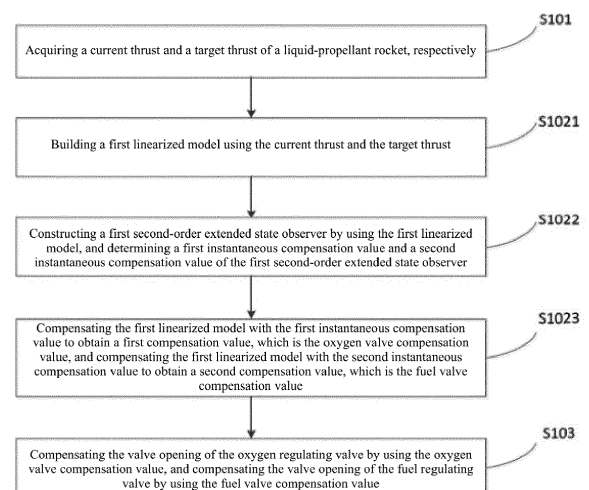 S101
Acquiring a current thrust and a target thrust of a liquid-propellant rocket, respectively
S1021
Building a first linearized model using the current thrust and the target thrust
S1022
Constructing a first second-order extended state observer by using the first linearized
model, and determining a first instantaneous compensation value and a second
instantaneous compensation value of the first second-order extended state observer
S1023
Compensating the first linearized model with the first instantaneous compensation
value to obtain a first compensation value, which is the oxygen valve compensation
value, and compensating the first linearized model with the second instantaneous
compensation value to obtain a second compensation value, which is the fuel valve
compensation value
S103
Compensating the valve opening of the oxygen regulating valve by using the oxygen
valve compensation value, and compensating the valve opening of the fuel regulating
valve by using the fuel valve compensation value